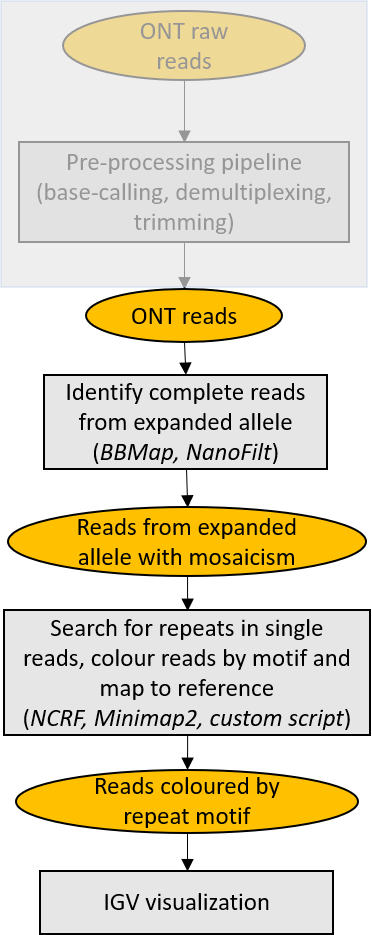 ONT raw
reads
Pre-processing pipeline
(base-calling, demultiplexing,
trimming)
ONT reads
Identify complete reads
from expanded allele
(BBMap, NanoFilt)
Reads from expanded
allele with mosaicism
Search for repeats in single
reads, colour reads by motif and
map to reference
(NCRF, Minimap2, custom script)
Reads coloured by
repeat motif
IGV visualization